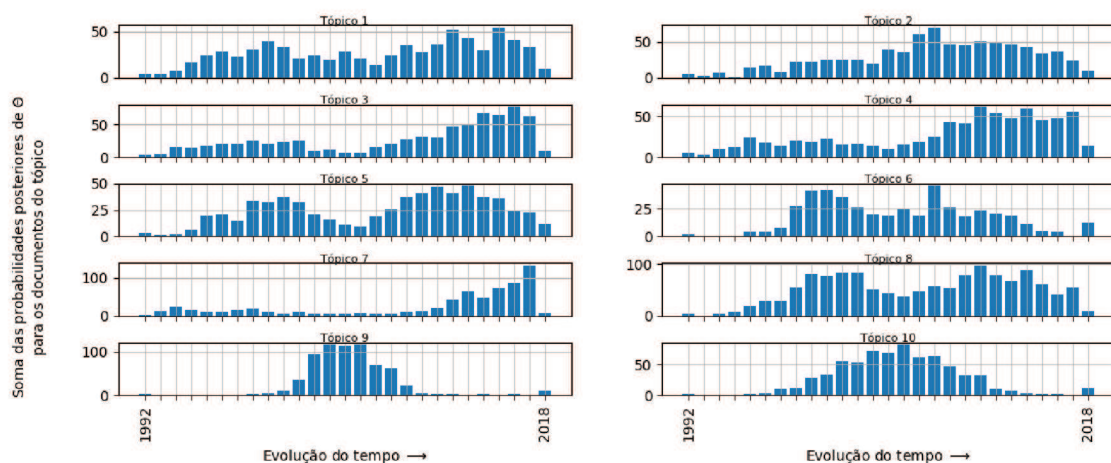 Soma das probabilidades posteriores de Θ
para os documentos do tópico
Tópico 1
50
0
Tópico 2
50
0
Tópico 3
50
0
Tópico 4
50
0
Tópico 5
50
25
0
Tópico 6
25
0
Tópico 7
100
0
Tópico 8
100
0
Tópico 9
100
0
Tópico 10
50
0
1992
2018
1992
2018
Evolução do tempo →
Evolução do tempo →